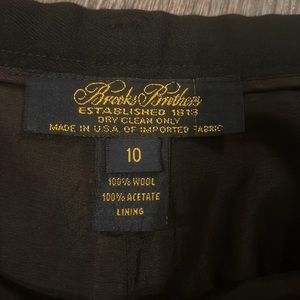 Brooks Brothers
ESTABLISHED 1818
DRY CLEAN ONLY
MADE IN U.S.A. OF IMPORTED FABRIC
10
100% WOOL
100% ACETATE
LINING